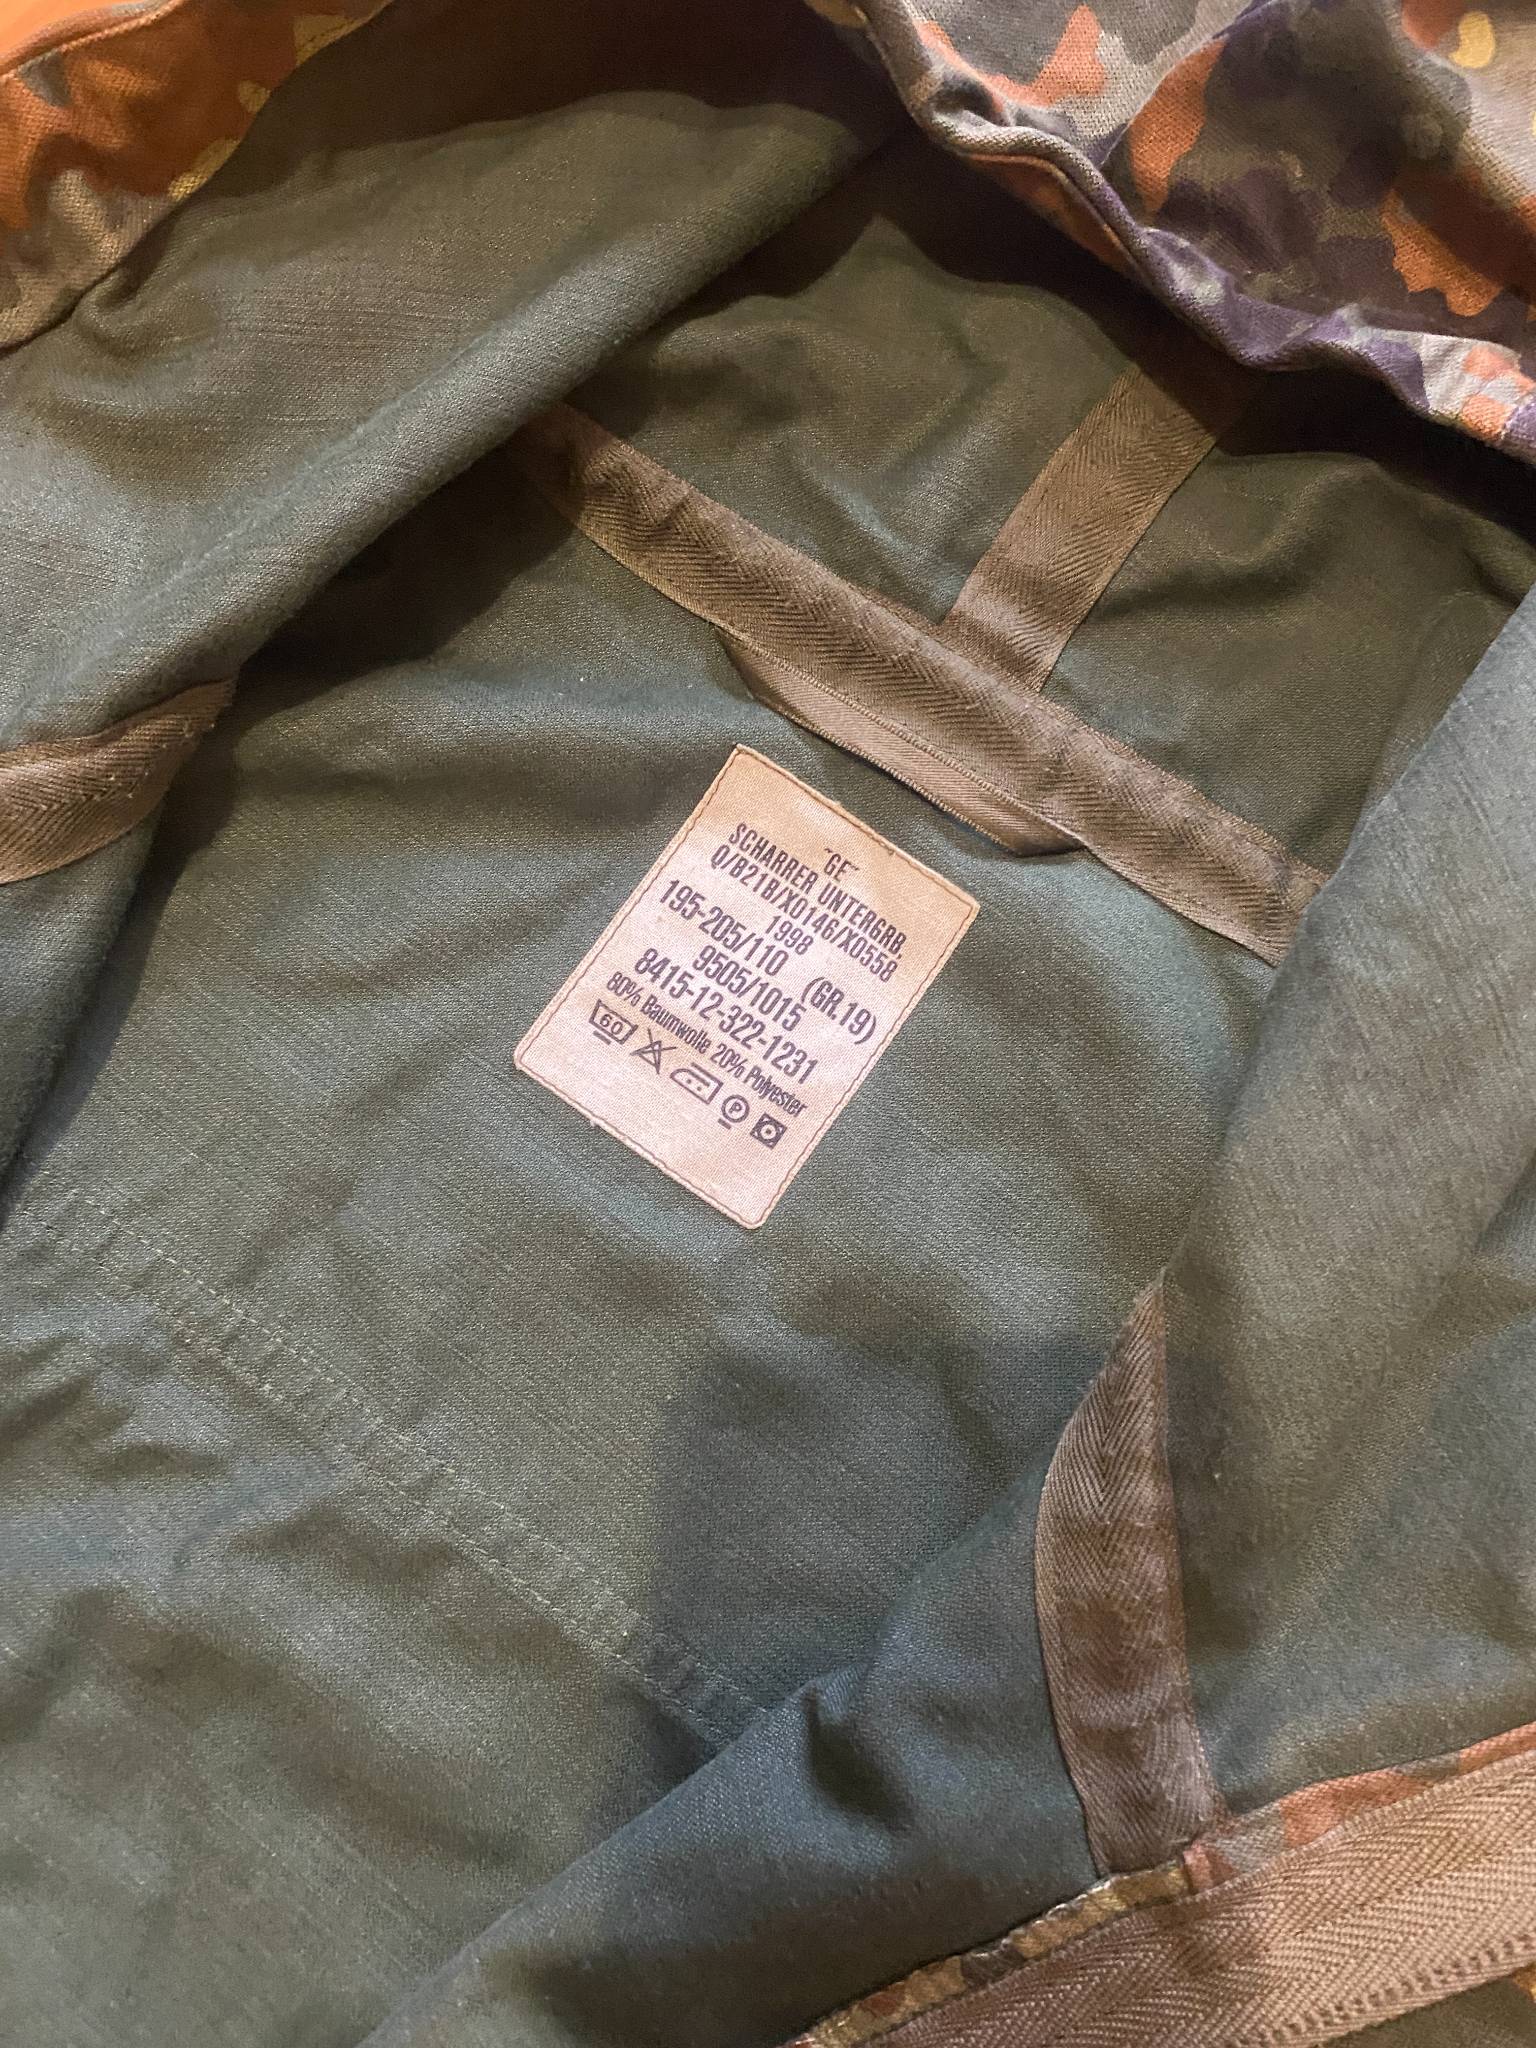 "GE"
SCHARRER UNTERGRB,
Q/B21B/X0146/X0558
1998
195-205/110 (GR.19)
9505/1015
8415-12-322-1231
80% Baumwolle 20% Polyester
60 P